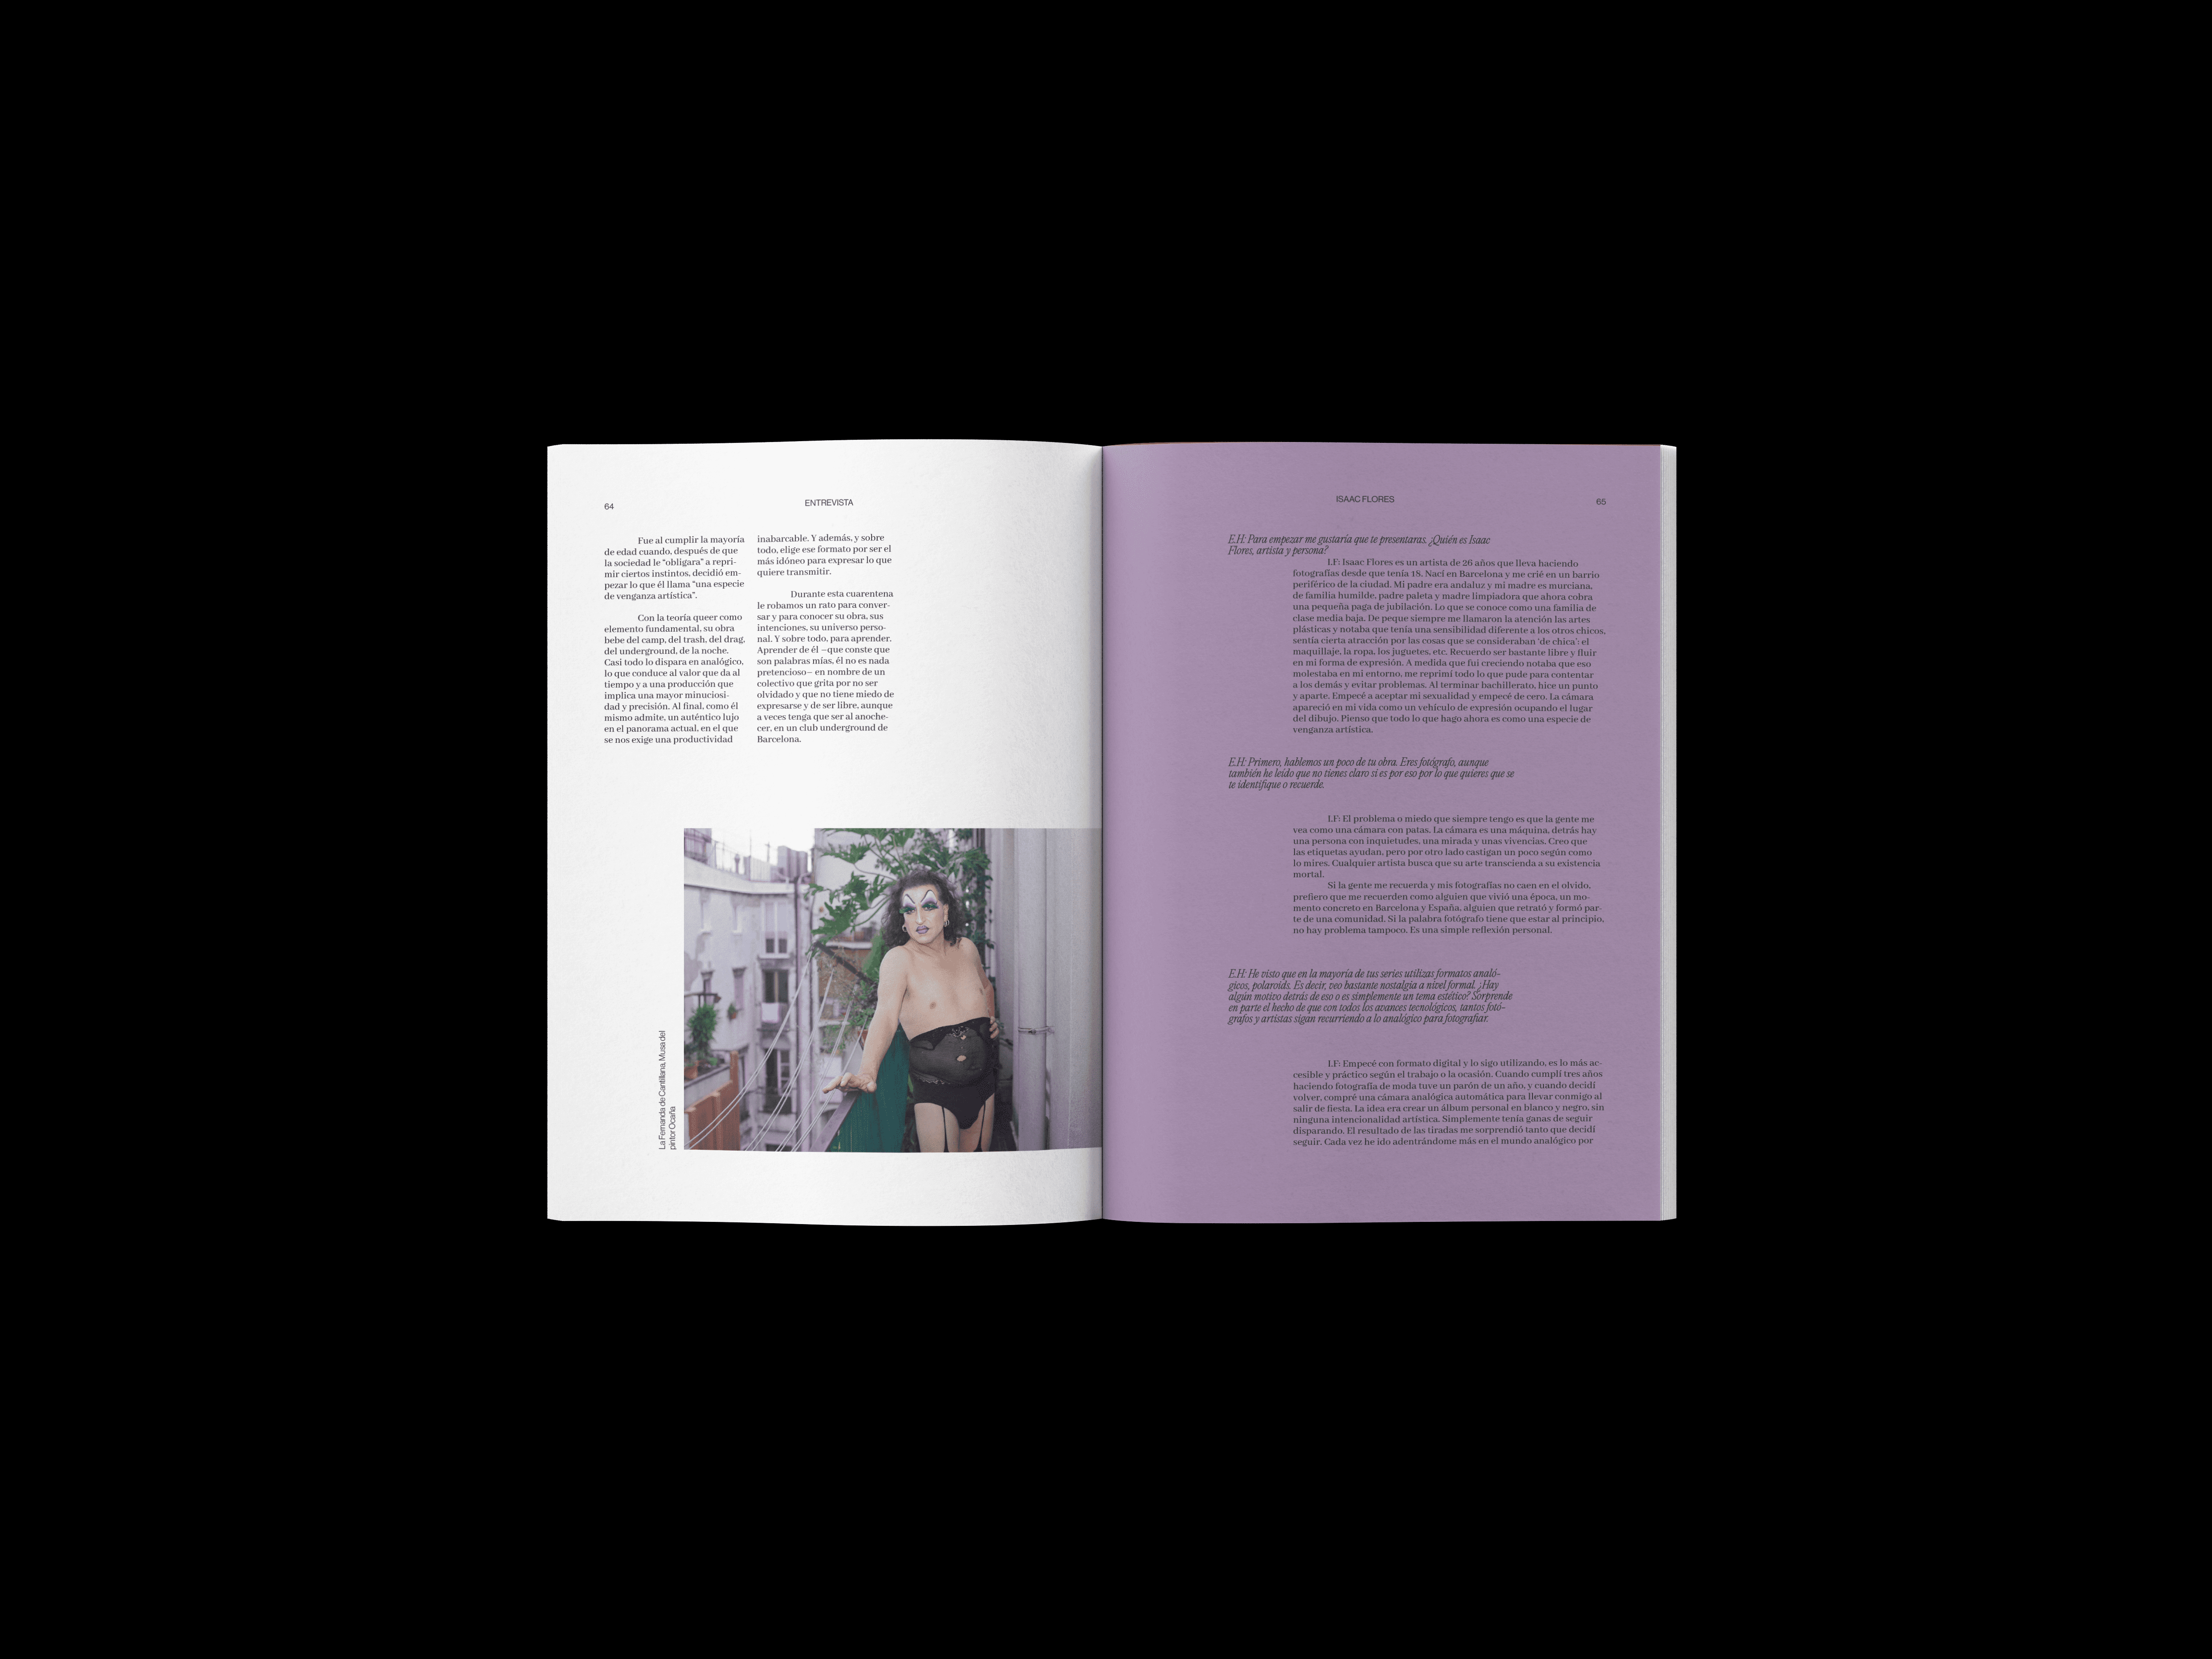 64
ENTREVISTA
Fue al cumplir la mayoría
de edad cuando, después de que
la sociedad le “obligara” a repri-
mir ciertos instintos, decidió em-
pezar lo que él llama “una especie
de venganza artística”.
Con la teoría queer como
elemento fundamental, su obra
bebe del camp, del trash, del drag,
del underground, de la noche.
Casi todo lo dispara en analógico,
lo que conduce al valor que da al
tiempo y a una producción que
implica una mayor minuciosi-
dad y precisión. Al final, como él
mismo admite, un auténtico lujo
en el panorama actual, en el que
se nos exige una productividad
inabarcable. Y además, y sobre
todo, elige ese formato por ser el
más idóneo para expresar lo que
quiere transmitir.
Durante esta cuarentena
le robamos un rato para conver-
sar y para conocer su obra, sus
intenciones, su universo perso-
nal. Y sobre todo, para aprender.
Aprender de él –que conste que
son palabras mías, él no es nada
pretencioso– en nombre de un
colectivo que grita por no ser
olvidado y que no tiene miedo de
expresarse y de ser libre, aunque
a veces tenga que ser al anoche-
cer, en un club underground de
Barcelona.
La Fernanda de Cantillana, Musa del
pintor Ocaña
ISAAC FLORES
65
E.H: Para empezar me gustaría que te presentaras. ¿Quién es Isaac
Flores, artista y persona?
I.F: Isaac Flores es un artista de 26 años que lleva haciendo
fotografías desde que tenía 18. Nací en Barcelona y me crié en un barrio
periférico de la ciudad. Mi padre era andaluz y mi madre es murciana,
de familia humilde, padre paleta y madre limpiadora que ahora cobra
una pequeña paga de jubilación. Lo que se conoce como una familia de
clase media baja. De peque siempre me llamaron la atención las artes
plásticas y notaba que tenía una sensibilidad diferente a los otros chicos,
sentía cierta atracción por las cosas que se consideraban ‘de chica’: el
maquillaje, la ropa, los juguetes, etc. Recuerdo ser bastante libre y fluir
en mi forma de expresión. A medida que fui creciendo notaba que eso
molestaba en mi entorno, me reprimí todo lo que pude para contentar
a los demás y evitar problemas. Al terminar bachillerato, hice un punto
y aparte. Empecé a aceptar mi sexualidad y empecé de cero. La cámara
apareció en mi vida como un vehículo de expresión ocupando el lugar
del dibujo. Pienso que todo lo que hago ahora es como una especie de
venganza artística.
E.H: Primero, hablemos un poco de tu obra. Eres fotógrafo, aunque
también he leído que no tienes claro si es por eso por lo que quieres que se
te identifique o recuerde.
I.F: El problema o miedo que siempre tengo es que la gente me
vea como una cámara con patas. La cámara es una máquina, detrás hay
una persona con inquietudes, una mirada y unas vivencias. Creo que
las etiquetas ayudan, pero por otro lado castigan un poco según como
lo mires. Cualquier artista busca que su arte transcienda a su existencia
mortal.
Si la gente me recuerda y mis fotografías no caen en el olvido,
prefiero que me recuerden como alguien que vivió una época, un mo-
mento concreto en Barcelona y España, alguien que retrató y formó par-
te de una comunidad. Si la palabra fotógrafo tiene que estar al principio,
no hay problema tampoco. Es una simple reflexión personal.
E.H: He visto que en la mayoría de tus series utilizas formatos analó-
gicos, polaroids. Es decir, veo bastante nostalgia a nivel formal. ¿Hay
algún motivo detrás de eso o es simplemente un tema estético? Sorprende
en parte el hecho de que con todos los avances tecnológicos, tantos fotó-
grafos y artistas sigan recurriendo a lo analógico para fotografiar.
I.F: Empecé con formato digital y lo sigo utilizando, es lo más ac-
cesible y práctico según el trabajo o la ocasión. Cuando cumplí tres años
haciendo fotografía de moda tuve un parón de un año, y cuando decidí
volver, compré una cámara analógica automática para llevar conmigo al
salir de fiesta. La idea era crear un álbum personal en blanco y negro, sin
ninguna intencionalidad artística. Simplemente tenía ganas de seguir
disparando. El resultado de las tiradas me sorprendió tanto que decidí
seguir. Cada vez he ido adentrándome más en el mundo analógico por